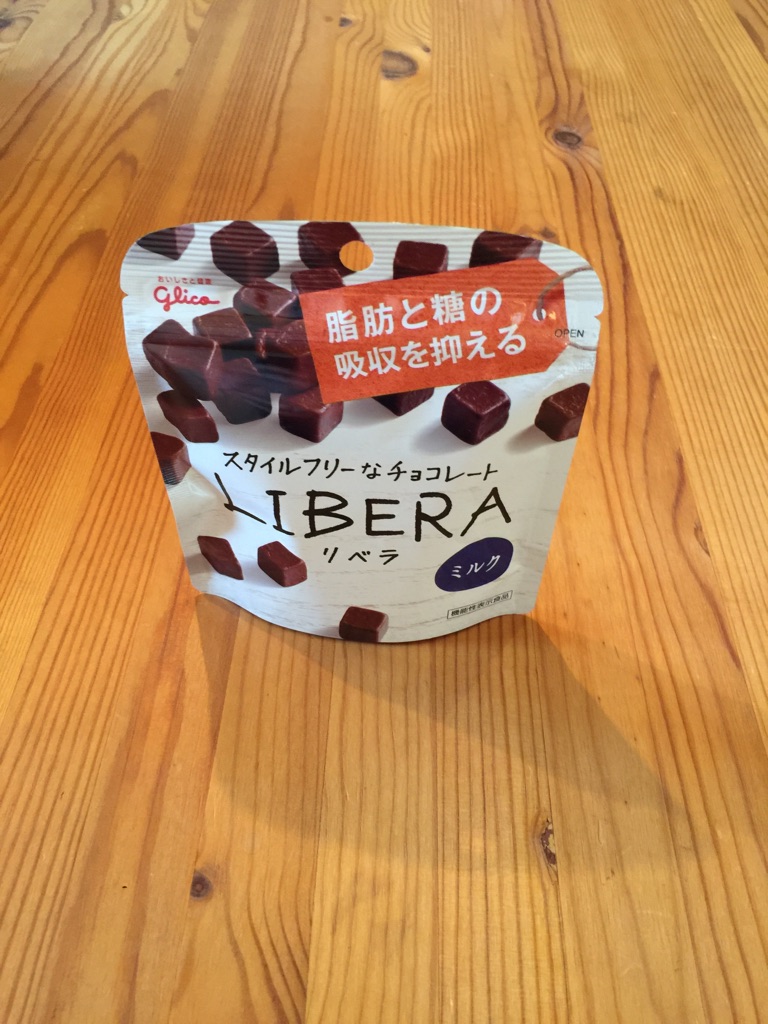 おいしさと健康
glico
脂肪と糖の
吸収を抑える
OPEN
スタイルフリーなチョコレート
LIBERA
リベラ
ミルク
機能性表示食品